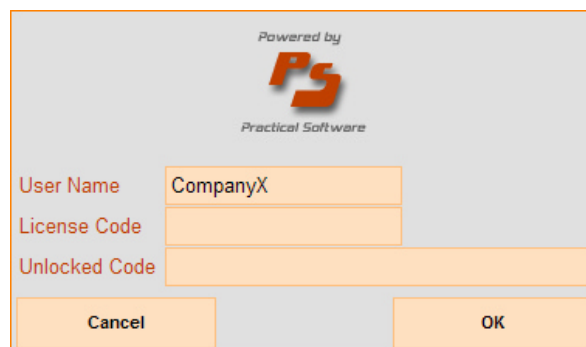 Powered by
PS
Practical Software
User Name CompanyX
License Code
Unlocked Code
Cancel OK